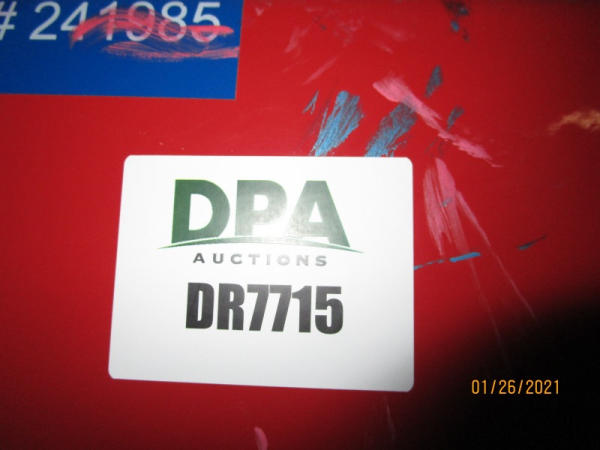 # 241985
DPA
AUCTIONS
DR7715
01/26/2021